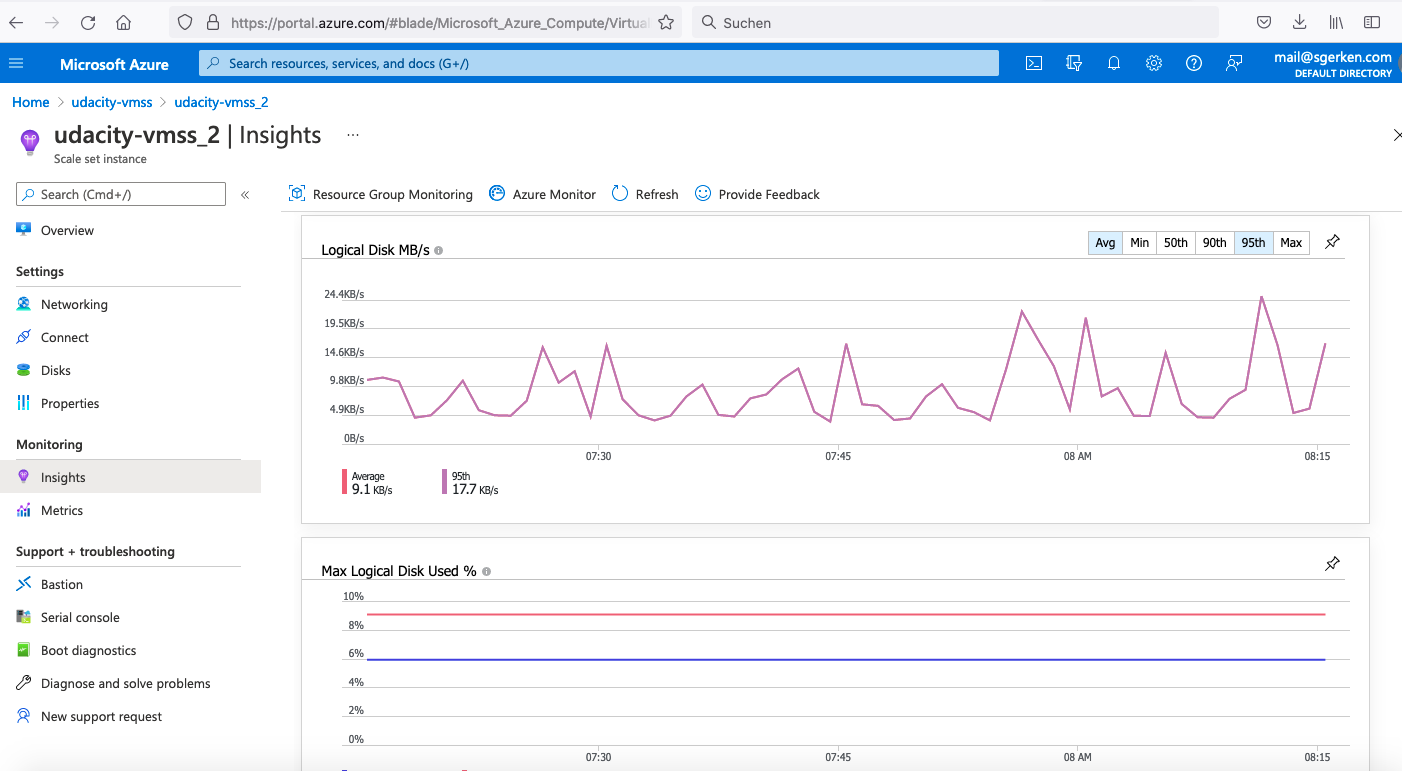 https://portal.azure.com/#blade/Microsoft_Azure_Compute/Virtual
Suchen
Microsoft Azure
Search resources, services, and docs (G+/)
mail@sgerken.com
DEFAULT DIRECTORY
Home > udacity-vmss > udacity-vmss_2
udacity-vmss_2 | Insights ...
Scale set instance
Search (Cmd+/)
«
Resource Group Monitoring
Azure Monitor
Refresh
Provide Feedback
Overview
Settings
Networking
Connect
Disks
Properties
Monitoring
Insights
Metrics
Support + troubleshooting
Bastion
Serial console
Boot diagnostics
Diagnose and solve problems
New support request
Logical Disk MB/s
Avg Min 50th 90th 95th Max
24.4KB/s
19.5KB/s
14.6KB/s
9.8KB/s
4.9KB/s
0B/s
07:30 07:45 08 AM 08:15
Average
9.1 KB/s
95th
17.7 KB/s
Max Logical Disk Used %
10%
8%
6%
4%
2%
0%
07:30 07:45 08 AM 08:15